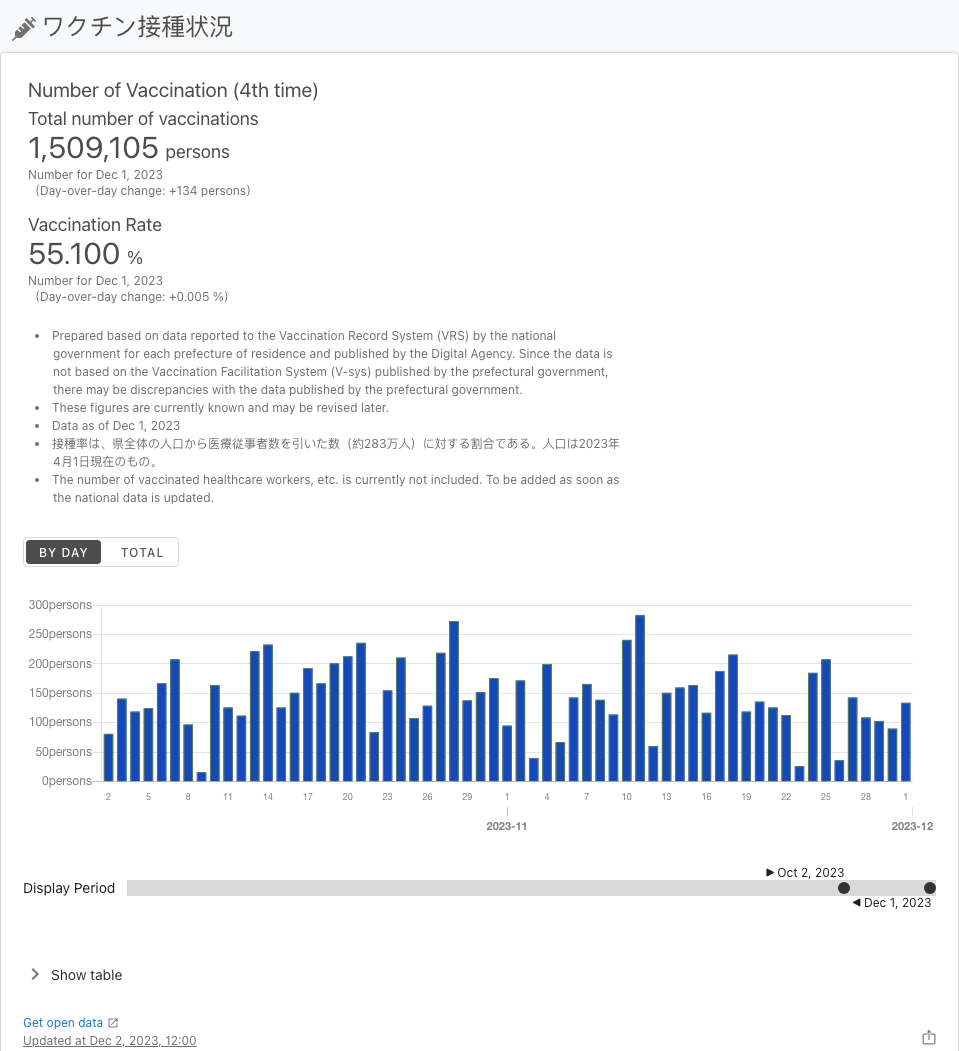 ワクチン接種状況
Number of Vaccination (4th time)
Total number of vaccinations
1,509,105 persons
Number for Dec 1, 2023
(Day-over-day change: +134 persons)
Vaccination Rate
55.100 %
Number for Dec 1, 2023
(Day-over-day change: +0.005 %)
• Prepared based on data reported to the Vaccination Record System (VRS) by the national
government for each prefecture of residence and published by the Digital Agency. Since the data is
not based on the Vaccination Facilitation System (V-sys) published by the prefectural government,
there may be discrepancies with the data published by the prefectural government.
• These figures are currently known and may be revised later.
• Data as of Dec 1, 2023
• 接種率は、県全体の人口から医療従事者数を引いた数（約283万人）に対する割合である。人口は2023年
4月1日現在のもの。
• The number of vaccinated healthcare workers, etc. is currently not included. To be added as soon as
the national data is updated.
BY DAY TOTAL
300persons
250persons
200persons
150persons
100persons
50persons
0persons
2 5 8 11 14 17 20 23 26 29 1 4 7 10 13 16 19 22 25 28 1
2023-11 2023-12
▶ Oct 2, 2023
Display Period
◀ Dec 1, 2023
Show table
Get open data
Updated at Dec 2, 2023, 12:00